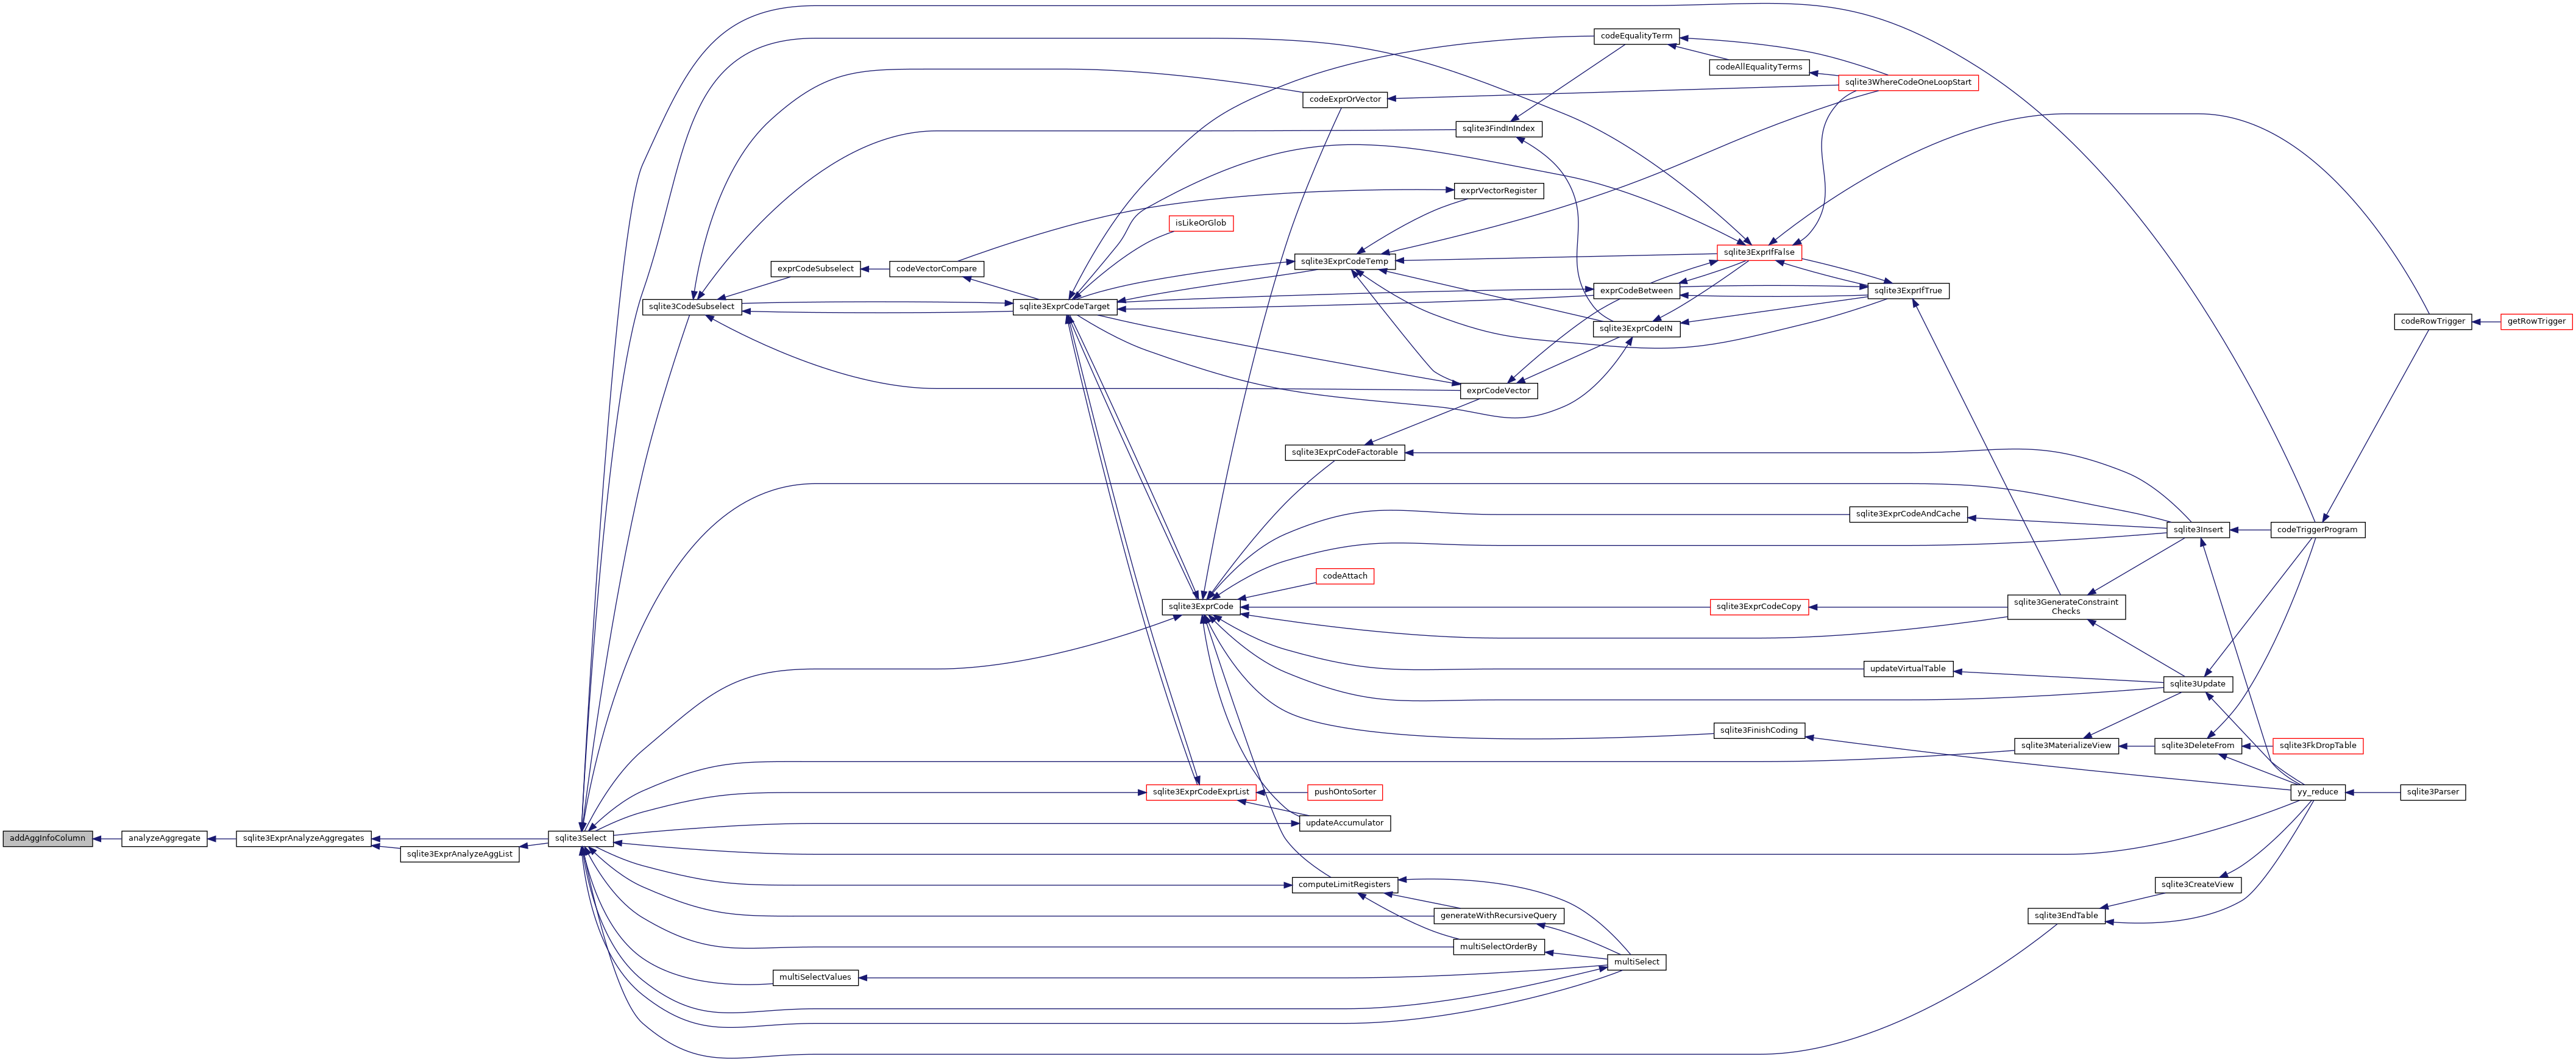 codeEqualityTerm
codeAllEqualityTerms
sqlite3WhereCodeOneLoopStart
codeExprOrVector
sqlite3FindInIndex
exprVectorRegister
isLikeOrGlob
sqlite3ExprIfFalse
sqlite3ExprCodeTemp
exprCodeSubselect
codeVectorCompare
exprCodeBetween
sqlite3ExprIfTrue
sqlite3CodeSubselect
sqlite3ExprCodeTarget
sqlite3ExprCodeIN
codeRowTrigger
getRowTrigger
exprCodeVector
sqlite3ExprCodeFactorable
sqlite3ExprCodeAndCache
sqlite3Insert
codeTriggerProgram
codeAttach
sqlite3ExprCode
sqlite3ExprCodeCopy
sqlite3GenerateConstraint
Checks
updateVirtualTable
sqlite3Update
sqlite3FinishCoding
sqlite3MaterializeView
sqlite3DeleteFrom
sqlite3FkDropTable
sqlite3ExprCodeExprList
pushOntoSorter
yy_reduce
sqlite3Parser
updateAccumulator
addAggInfoColumn
analyzeAggregate
sqlite3ExprAnalyzeAggregates
sqlite3Select
sqlite3ExprAnalyzeAggList
computeLimitRegisters
sqlite3CreateView
generateWithRecursiveQuery
sqlite3EndTable
multiSelectOrderBy
multiSelect
multiSelectValues